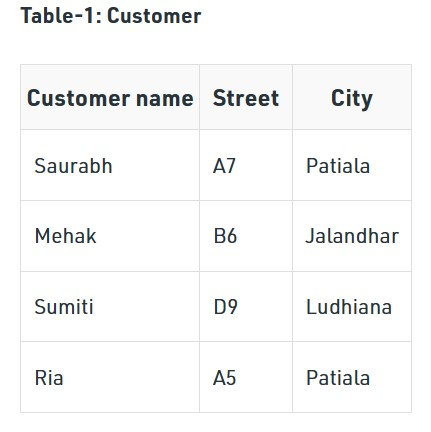 Table-1: Customer
Customer name Street City
Saurabh A7 Patiala
Mehak B6 Jalandhar
Sumiti D9 Ludhiana
Ria A5 Patiala